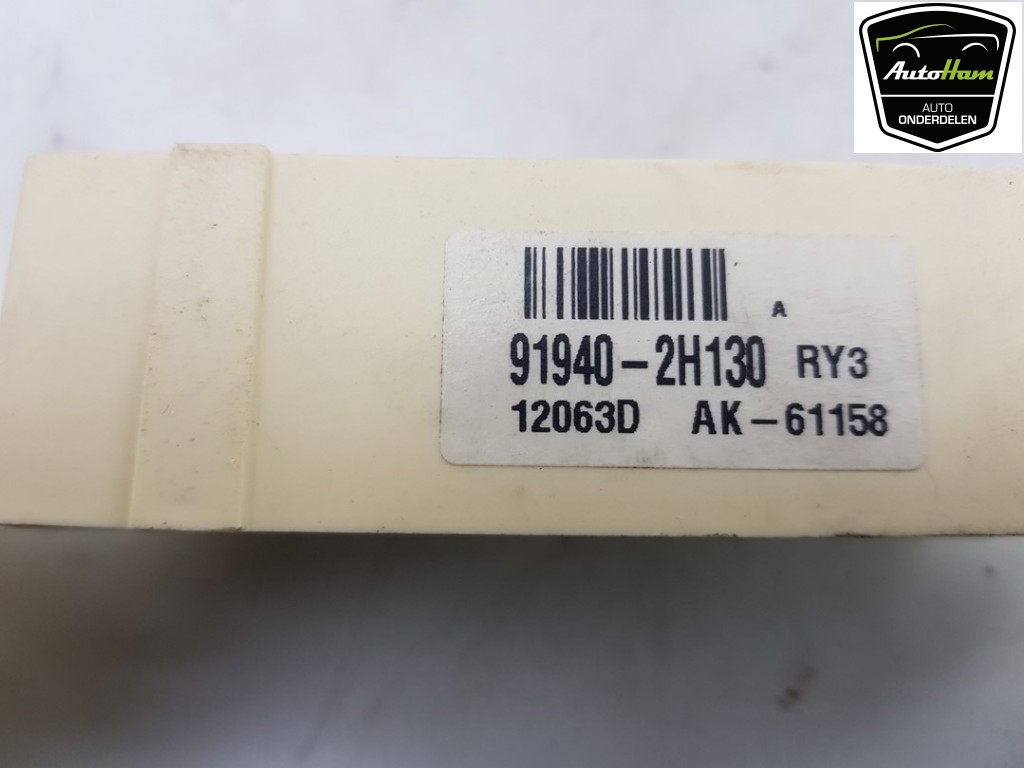 AutoHam
AUTO
ONDERDELEN
A
91940-2H130 RY3
12063D AK-61158